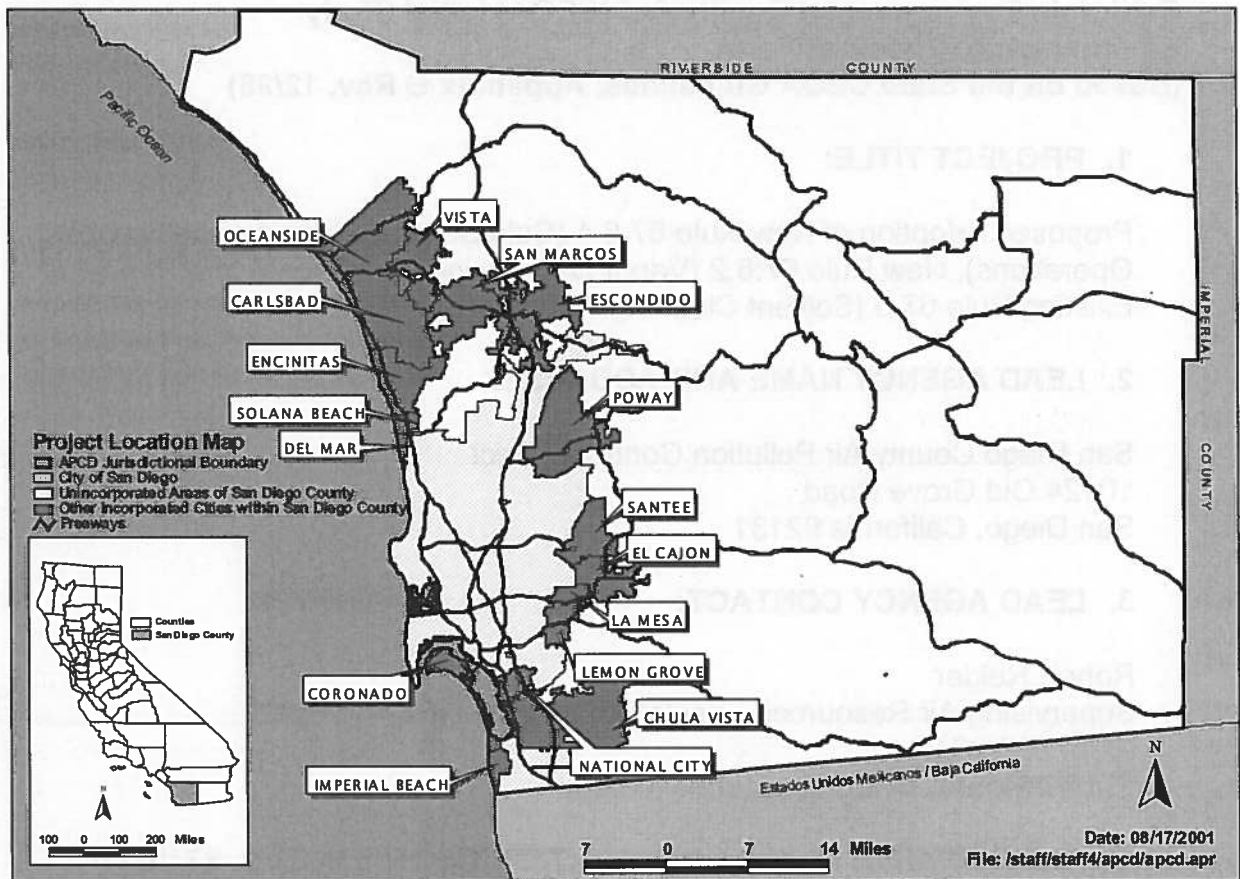 RIVERSIDE COUNTY
Pacific Ocean
VISTA
OCEANSIDE
SAN MARCOS
CARLSBAD
ESCONDIDO
IMPERIAL COUNTY
ENCINITAS
POWAY
SOLANA BEACH
DEL MAR
Project Location Map
APCD Jurisdictional Boundary
City of San Diego
Unincorporated Areas of San Diego County
Other Incorporated Cities within San Diego County
Freeways
SANTEE
EL CAJON
LA MESA
LEMON GROVE
CORONADO
CHULA VISTA
NATIONAL CITY
IMPERIAL BEACH
Estados Unidos Mexicanos / Baja California
N
Counties
San Diego County
N
100 0 100 200 Miles
7 0 7 14 Miles
Date: 08/17/2001
File: /staff/staff4/apcd/apcd.apr
1. PROJECT TITLE:
2. LEAD AGENCY NAME AND
San Diego County Air Pollution
Old Grove Road
San Diego, California 92131
3. LEAD AGENCY CONTACT: